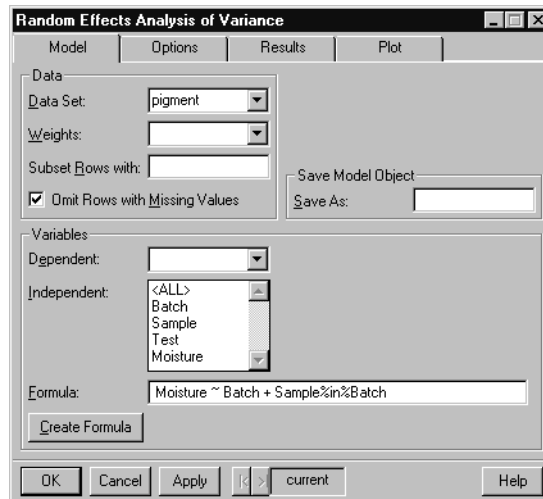 Random Effects Analysis of Variance
Model Options Results Plot
Data
Data Set: pigment
Weights:
Subset Rows with:
Omit Rows with Missing Values
Save Model Object
Save As:
Variables
Dependent:
Independent:
<ALL>
Batch
Sample
Test
Moisture
Formula: Moisture ~ Batch + Sample%in%Batch
Create Formula
OK Cancel Apply current Help